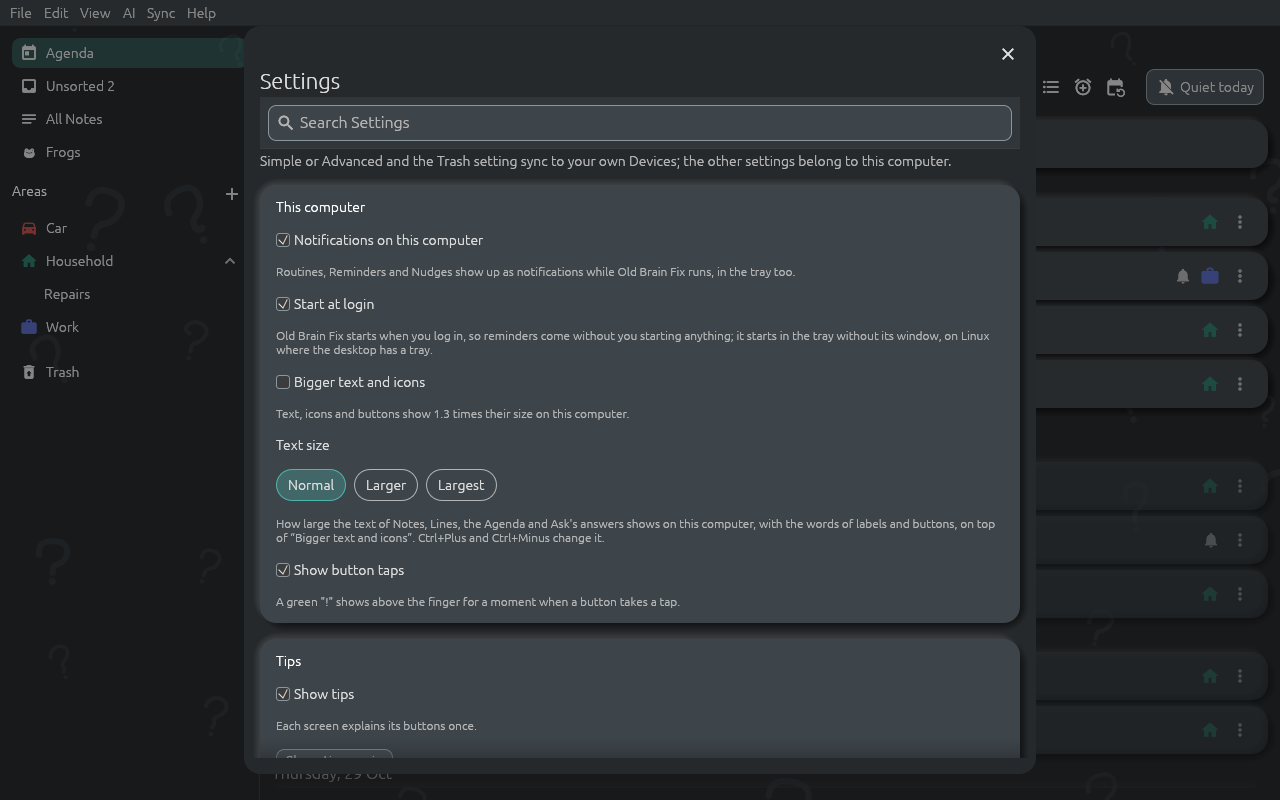 File Edit View AI Sync Help
Agenda
Unsorted 2
All Notes
Frogs
Areas
Car
Household
Repairs
Work
Trash
Quiet today
Settings
Search Settings
Simple or Advanced and the Trash setting sync to your own Devices; the other settings belong to this computer.
This computer
Notifications on this computer
Routines, Reminders and Nudges show up as notifications while Old Brain Fix runs, in the tray too.
Start at login
Old Brain Fix starts when you log in, so reminders come without you starting anything; it starts in the tray without its window, on Linux
where the desktop has a tray.
Bigger text and icons
Text, icons and buttons show 1.3 times their size on this computer.
Text size
Normal Larger Largest
How large the text of Notes, Lines, the Agenda and Ask's answers shows on this computer, with the words of labels and buttons, on top
of “Bigger text and icons”. Ctrl+Plus and Ctrl+Minus change it.
Show button taps
A green "!" shows above the finger for a moment when a button takes a tap.
Tips
Show tips
Each screen explains its buttons once.
Thursday, 29 Oct